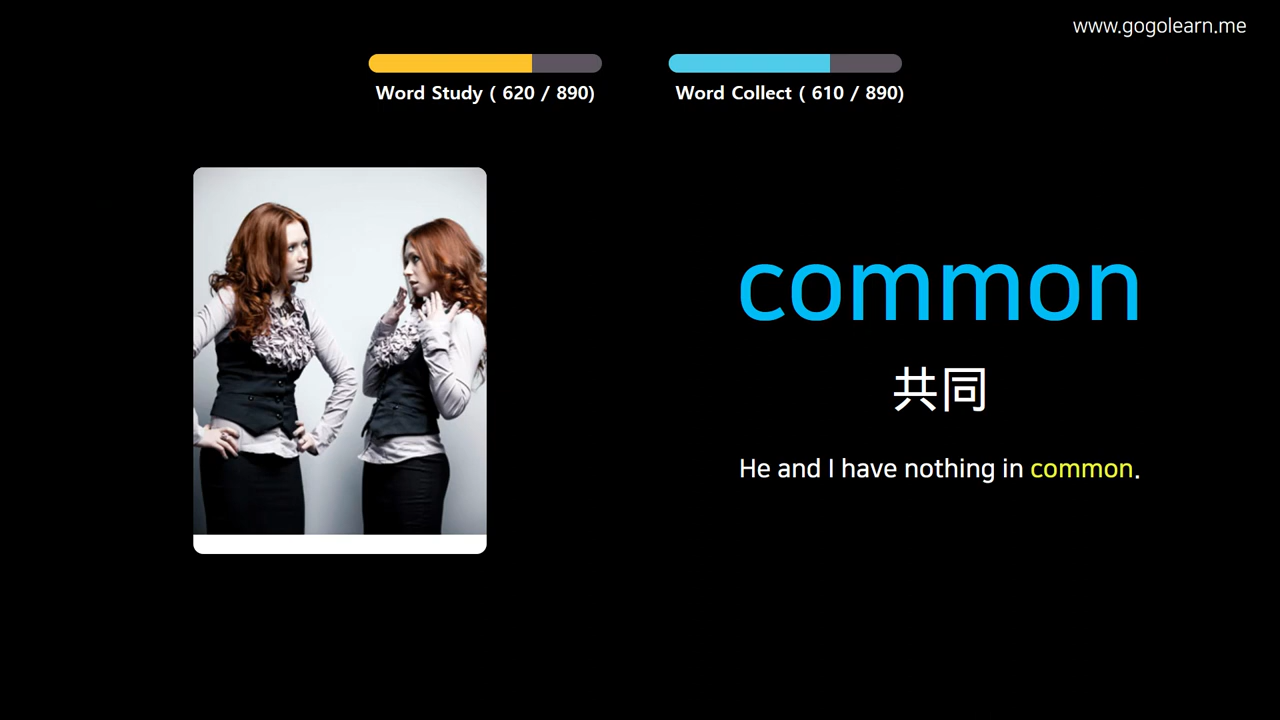 www.gogolearn.me
Word Study ( 620 / 890)
Word Collect ( 610 / 890)
common
共同
He and I have nothing in common.